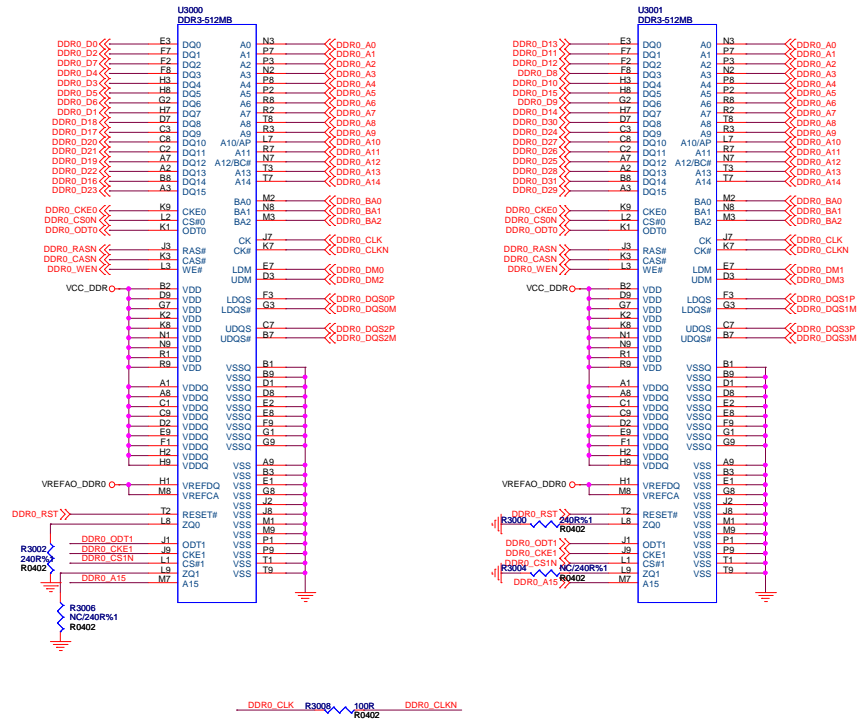 U3000
DDR3-512MB
DDR0_D0 E3 DQ0 A0 N3 DDR0_A0
DDR0_D2 F7 DQ1 A1 P7 DDR0_A1
DDR0_D7 F2 DQ2 A2 P3 DDR0_A2
DDR0_D4 F8 DQ3 A3 N2 DDR0_A3
DDR0_D3 H3 DQ4 A4 P8 DDR0_A4
DDR0_D5 H8 DQ5 A5 P2 DDR0_A5
DDR0_D6 G2 DQ6 A6 R8 DDR0_A6
DDR0_D1 H7 DQ7 A7 R2 DDR0_A7
DDR0_D18 D7 DQ8 A8 T8 DDR0_A8
DDR0_D17 C3 DQ9 A9 R3 DDR0_A9
DDR0_D20 C8 DQ10 A10/AP L7 DDR0_A10
DDR0_D21 C2 DQ11 A11 R7 DDR0_A11
DDR0_D19 A7 DQ12 A12/BC# N7 DDR0_A12
DDR0_D22 A2 DQ13 A13 T3 DDR0_A13
DDR0_D16 B8 DQ14 A14 T7 DDR0_A14
DDR0_D23 A3 DQ15
BA0 M2 DDR0_BA0
DDR0_CKE0 K9 CKE0 BA1 N8 DDR0_BA1
DDR0_CS0N L2 CS#0 BA2 M3 DDR0_BA2
DDR0_ODT0 K1 ODT0
CK J7 DDR0_CLK
DDR0_RASN J3 RAS# CK# K7 DDR0_CLKN
DDR0_CASN K3 CAS#
DDR0_WEN L3 WE# LDM E7 DDR0_DM0
UDM D3 DDR0_DM2
VCC_DDR B2 VDD
D9 VDD LDQS F3 DDR0_DQS0P
G7 VDD LDQS# G3 DDR0_DQS0M
K2 VDD
K8 VDD UDQS C7 DDR0_DQS2P
N1 VDD UDQS# B7 DDR0_DQS2M
N9 VDD
R1 VDD
R9 VDD VSSQ B1
VSSQ B9
A1 VDDQ VSSQ D1
A8 VDDQ VSSQ D8
C1 VDDQ VSSQ E2
C9 VDDQ VSSQ E8
D2 VDDQ VSSQ F9
E9 VDDQ VSSQ G1
F1 VDDQ VSSQ G9
H2 VDDQ
H9 VDDQ VSS A9
VSS B3
VREFAO_DDR0 H1 VREFDQ VSS E1
M8 VREFCA VSS G8
VSS J2
DDR0_RST T2 RESET# VSS J8
L8 ZQ0 VSS M1
VSS M9
DDR0_ODT1 J1 ODT1 VSS P1
DDR0_CKE1 J9 CKE1 VSS P9
DDR0_CS1N L1 CS#1 VSS T1
L9 ZQ1 VSS T9
DDR0_A15 M7 A15
R3002
240R%1
R0402
R3006
NC/240R%1
R0402
U3001
DDR3-512MB
DDR0_D13 E3 DQ0 A0 N3 DDR0_A0
DDR0_D11 F7 DQ1 A1 P7 DDR0_A1
DDR0_D12 F2 DQ2 A2 P3 DDR0_A2
DDR0_D8 F8 DQ3 A3 N2 DDR0_A3
DDR0_D10 H3 DQ4 A4 P8 DDR0_A4
DDR0_D15 H8 DQ5 A5 P2 DDR0_A5
DDR0_D9 G2 DQ6 A6 R8 DDR0_A6
DDR0_D14 H7 DQ7 A7 R2 DDR0_A7
DDR0_D30 D7 DQ8 A8 T8 DDR0_A8
DDR0_D24 C3 DQ9 A9 R3 DDR0_A9
DDR0_D27 C8 DQ10 A10/AP L7 DDR0_A10
DDR0_D26 C2 DQ11 A11 R7 DDR0_A11
DDR0_D25 A7 DQ12 A12/BC# N7 DDR0_A12
DDR0_D28 A2 DQ13 A13 T3 DDR0_A13
DDR0_D31 B8 DQ14 A14 T7 DDR0_A14
DDR0_D29 A3 DQ15
BA0 M2 DDR0_BA0
DDR0_CKE0 K9 CKE0 BA1 N8 DDR0_BA1
DDR0_CS0N L2 CS#0 BA2 M3 DDR0_BA2
DDR0_ODT0 K1 ODT0
CK J7 DDR0_CLK
DDR0_RASN J3 RAS# CK# K7 DDR0_CLKN
DDR0_CASN K3 CAS#
DDR0_WEN L3 WE# LDM E7 DDR0_DM1
UDM D3 DDR0_DM3
VCC_DDR B2 VDD
D9 VDD LDQS F3 DDR0_DQS1P
G7 VDD LDQS# G3 DDR0_DQS1M
K2 VDD
K8 VDD UDQS C7 DDR0_DQS3P
N1 VDD UDQS# B7 DDR0_DQS3M
N9 VDD
R1 VDD
R9 VDD VSSQ B1
VSSQ B9
A1 VDDQ VSSQ D1
A8 VDDQ VSSQ D8
C1 VDDQ VSSQ E2
C9 VDDQ VSSQ E8
D2 VDDQ VSSQ F9
E9 VDDQ VSSQ G1
F1 VDDQ VSSQ G9
H2 VDDQ
H9 VDDQ VSS A9
VSS B3
VREFAO_DDR0 H1 VREFDQ VSS E1
M8 VREFCA VSS G8
VSS J2
DDR0_RST T2 RESET# VSS J8
R3000 240R%1 L8 ZQ0 VSS M1
R0402 VSS M9
DDR0_ODT1 J1 ODT1 VSS P1
DDR0_CKE1 J9 CKE1 VSS P9
DDR0_CS1N L1 CS#1 VSS T1
R3004 NC/240R%1 L9 ZQ1 VSS T9
R0402
DDR0_A15 M7 A15
DDR0_CLK R3008 100R DDR0_CLKN
R0402